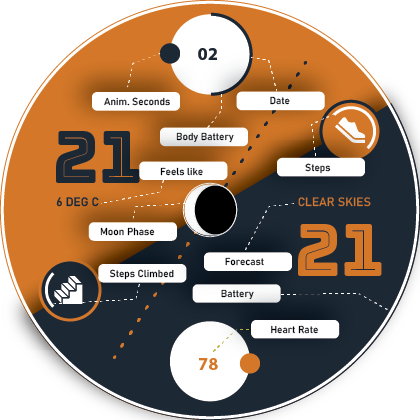 02
Anim. Seconds
Date
Body Battery
21
Feels like
Steps
6 DEG C
CLEAR SKIES
Moon Phase
21
Forecast
Steps Climbed
Battery
Heart Rate
78